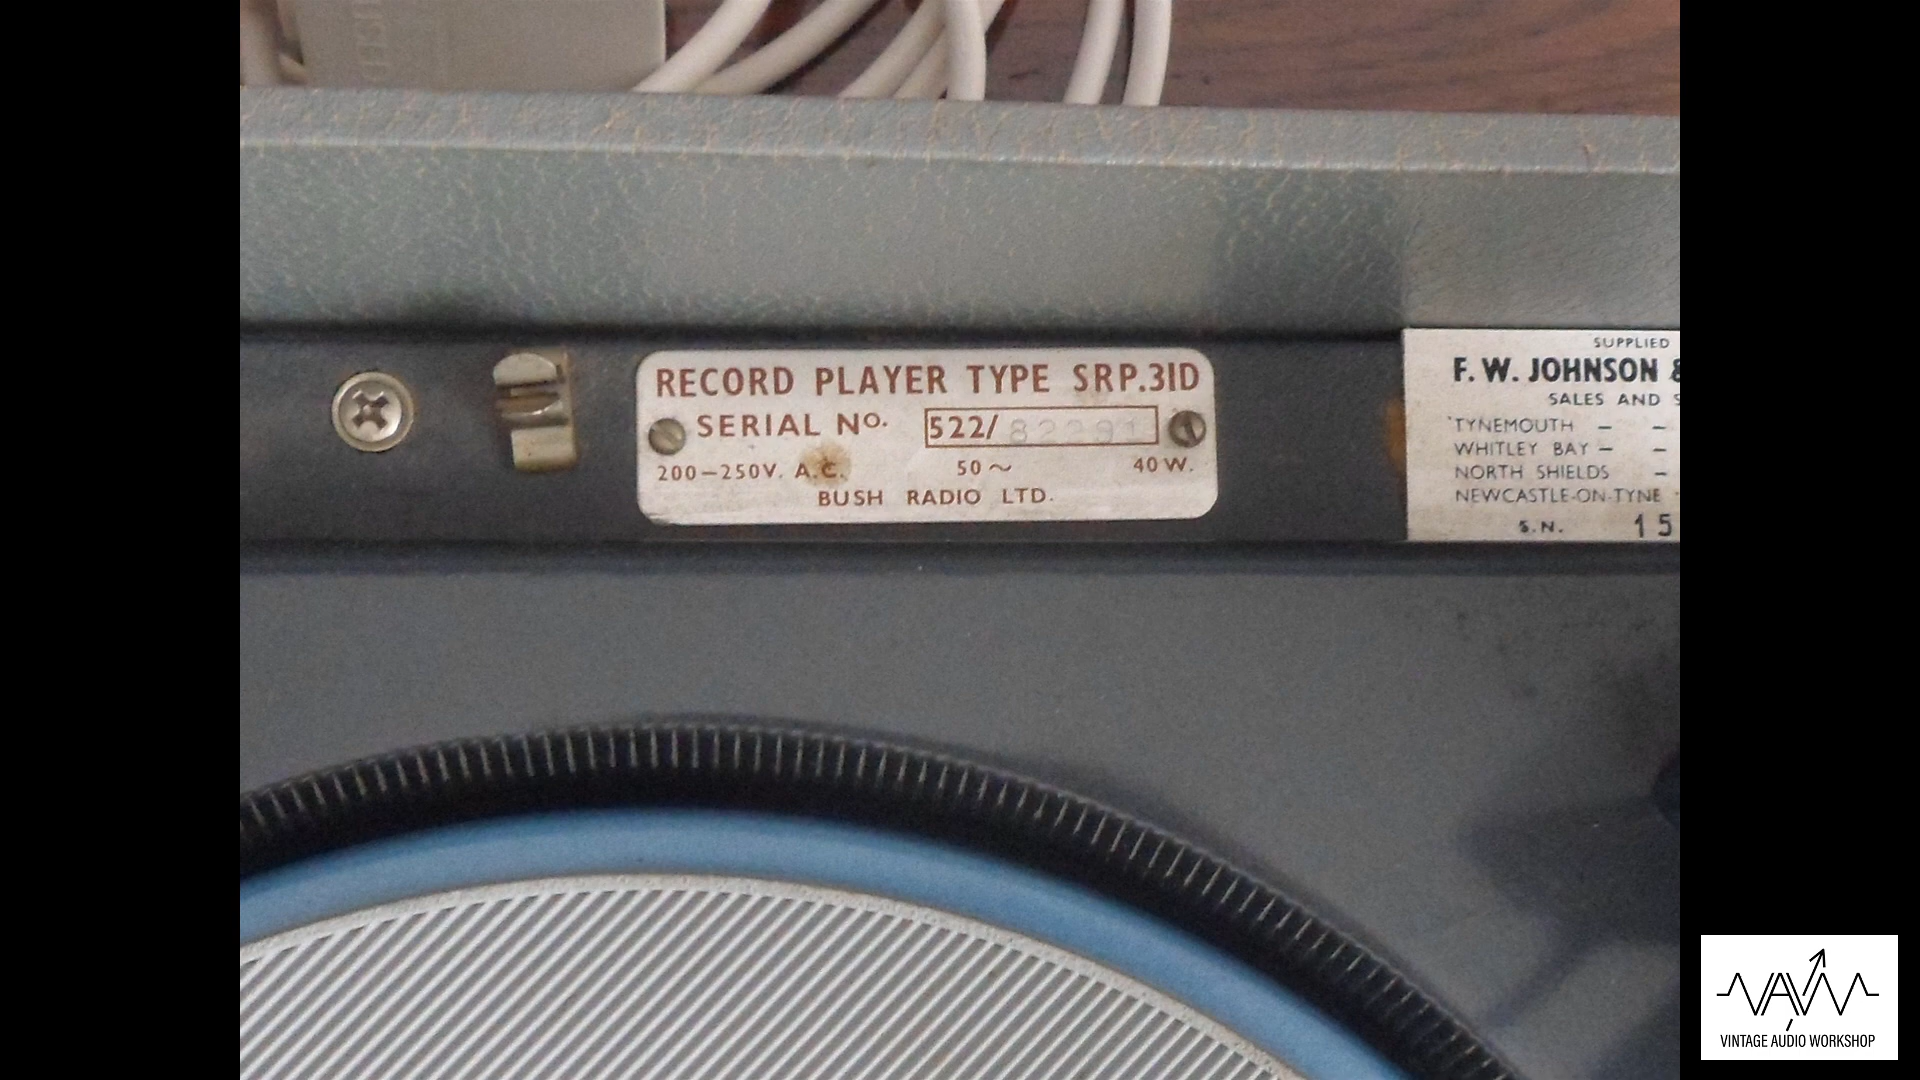 RECORD PLAYER TYPE SRP.31D
SERIAL No. 522/
200-250V. A.C. 50~ 40W.
BUSH RADIO LTD.
SUPPLIED
F. W. JOHNSON &
SALES AND S
TYNEMOUTH – –
WHITLEY BAY – –
NORTH SHIELDS –
NEWCASTLE-ON-TYNE -
S.N. 15
VAW
VINTAGE AUDIO WORKSHOP